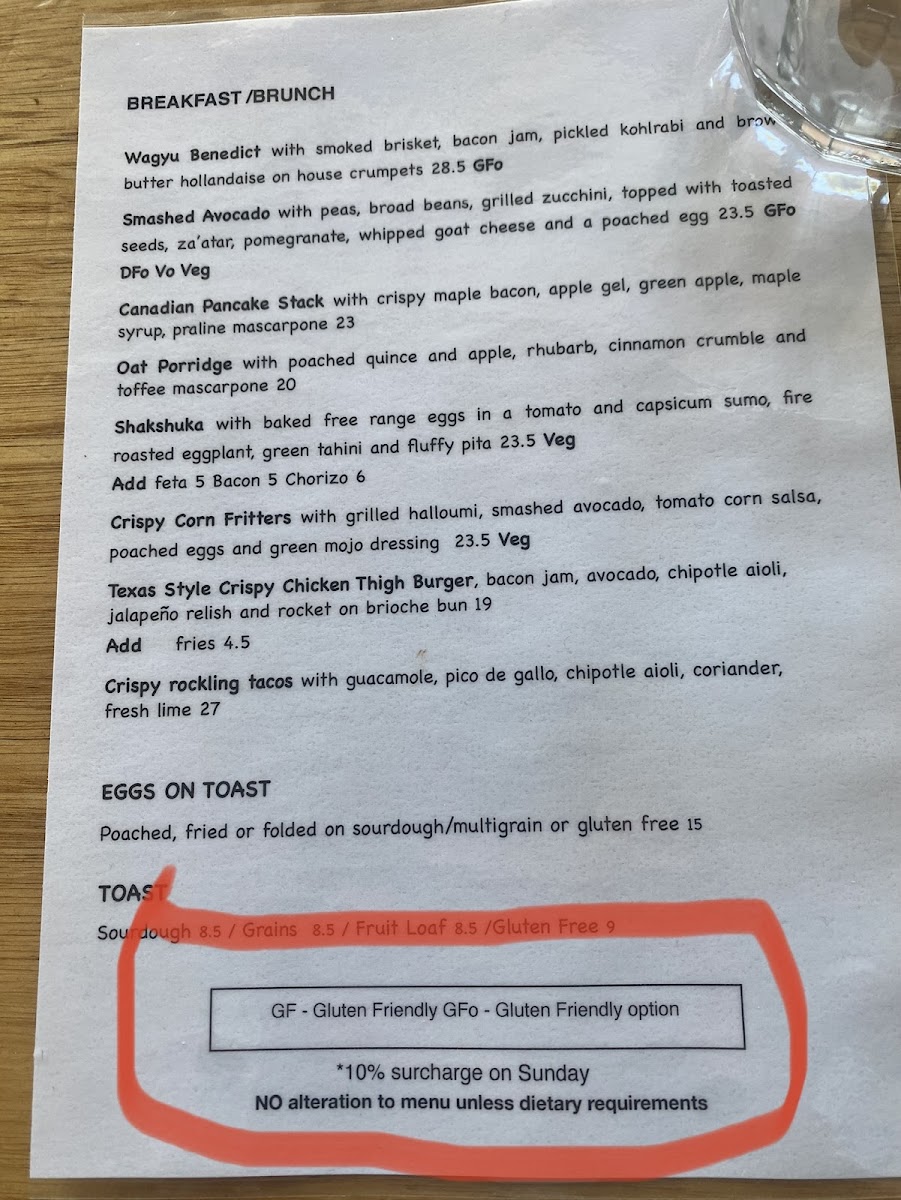 BREAKFAST /BRUNCH
Wagyu Benedict with smoked brisket, bacon jam, pickled kohlrabi and brow
butter hollandaise on house crumpets 28.5 GFo
Smashed Avocado with peas, broad beans, grilled zucchini, topped with toasted
seeds, za'atar, pomegranate, whipped goat cheese and a poached egg 23.5 GFo
DFo Vo Veg
Canadian Pancake Stack with crispy maple bacon, apple gel, green apple, maple
syrup, praline mascarpone 23
Oat Porridge with poached quince and apple, rhubarb, cinnamon crumble and
toffee mascarpone 20
Shakshuka with baked free range eggs in a tomato and capsicum sumo, fire
roasted eggplant, green tahini and fluffy pita 23.5 Veg
Add feta 5 Bacon 5 Chorizo 6
Crispy Corn Fritters with grilled halloumi, smashed avocado, tomato corn salsa,
poached eggs and green mojo dressing 23.5 Veg
Texas Style Crispy Chicken Thigh Burger, bacon jam, avocado, chipotle aioli,
jalapeño relish and rocket on brioche bun 19
Add fries 4.5
Crispy rockling tacos with guacamole, pico de gallo, chipotle aioli, coriander,
fresh lime 27
EGGS ON TOAST
Poached, fried or folded on sourdough/multigrain or gluten free 15
TOAST
Sourdough 8.5 / Grains 8.5 / Fruit Loaf 8.5 /Gluten Free 9
GF - Gluten Friendly GFo - Gluten Friendly option
*10% surcharge on Sunday
NO alteration to menu unless dietary requirements